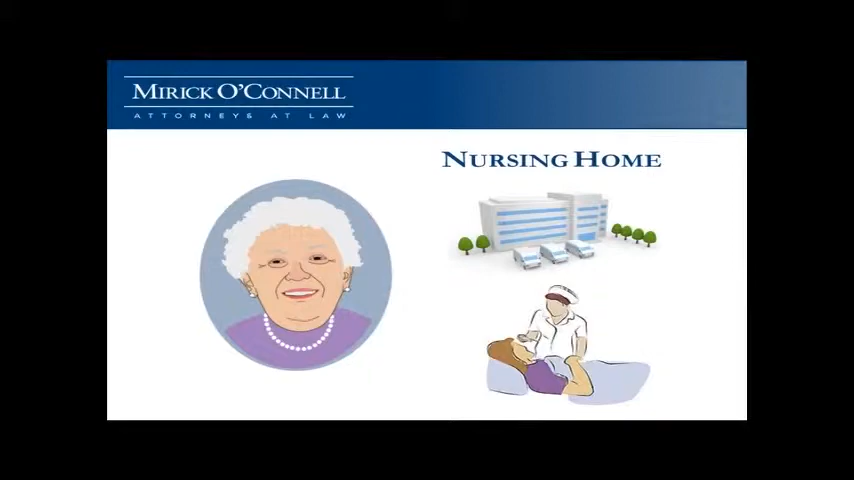 MIRICK O'CONNELL
ATTORNEYS AT LAW
NURSING HOME